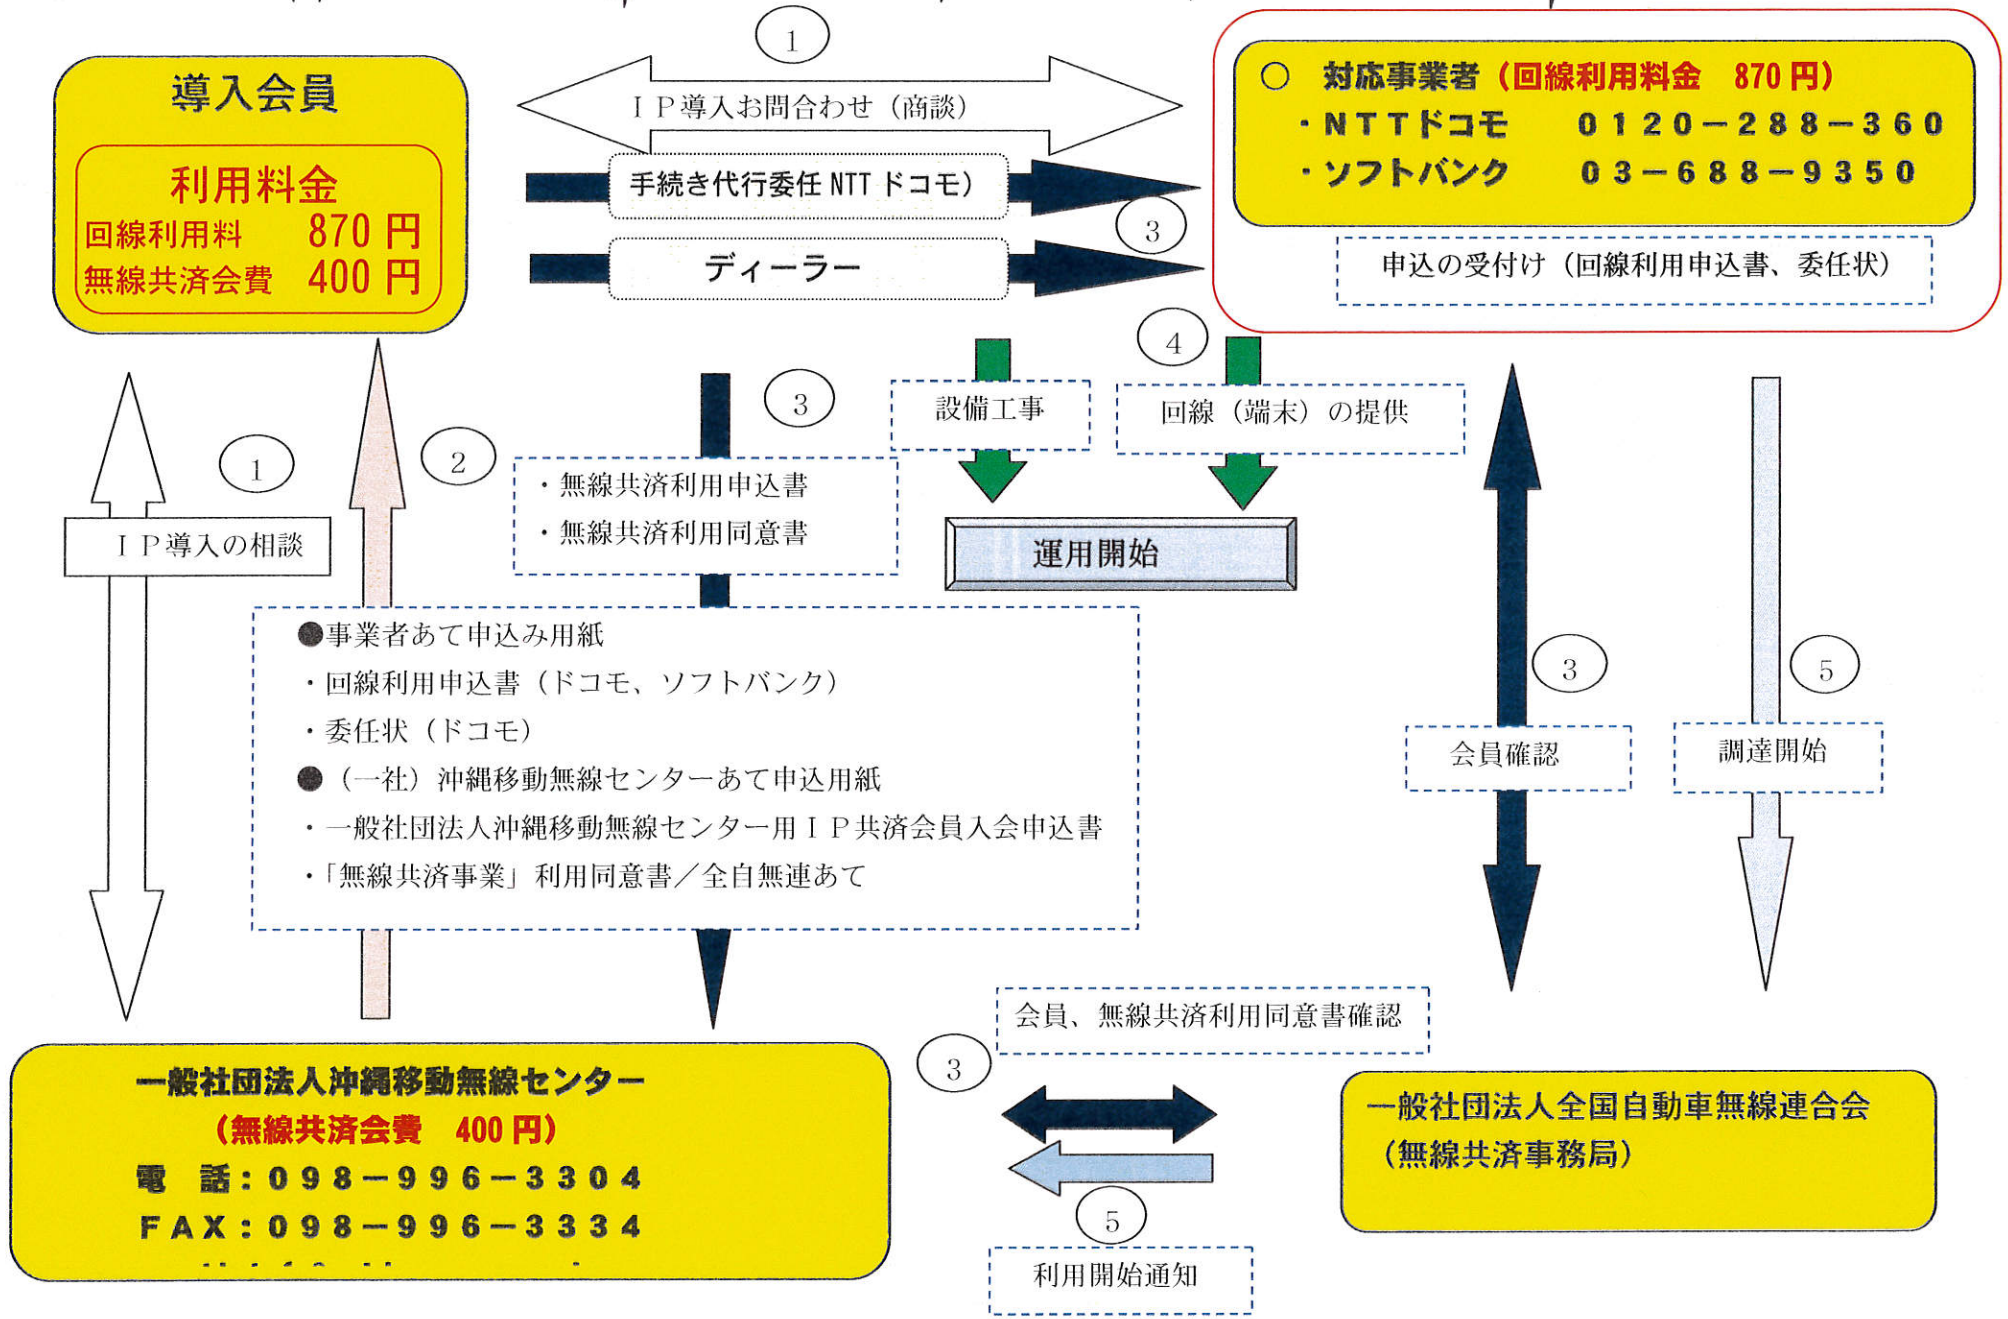 ①
導入会員
利用料金
回線利用料　870円
無線共済会費　400円
ＩＰ導入お問合わせ（商談）
手続き代行委任 NTT ドコモ）
ディーラー
③
○　対応事業者（回線利用料金　870円）
・ＮＴＴドコモ　　０１２０－２８８－３６０
・ソフトバンク　　０３－６８８－９３５０
申込の受付け（回線利用申込書、委任状）
①
ＩＰ導入の相談
②
③
・無線共済利用申込書
・無線共済利用同意書
設備工事
④
回線（端末）の提供
運用開始
●事業者あて申込み用紙
・回線利用申込書（ドコモ、ソフトバンク）
・委任状（ドコモ）
●（一社）沖縄移動無線センターあて申込用紙
・一般社団法人沖縄移動無線センター用ＩＰ共済会員入会申込書
・「無線共済事業」利用同意書／全自無連あて
③
会員確認
⑤
調達開始
一般社団法人沖縄移動無線センター
（無線共済会費　400円）
電　話：０９８－９９６－３３０４
ＦＡＸ：０９８－９９６－３３３４
会員、無線共済利用同意書確認
③
⑤
利用開始通知
一般社団法人全国自動車無線連合会
（無線共済事務局）